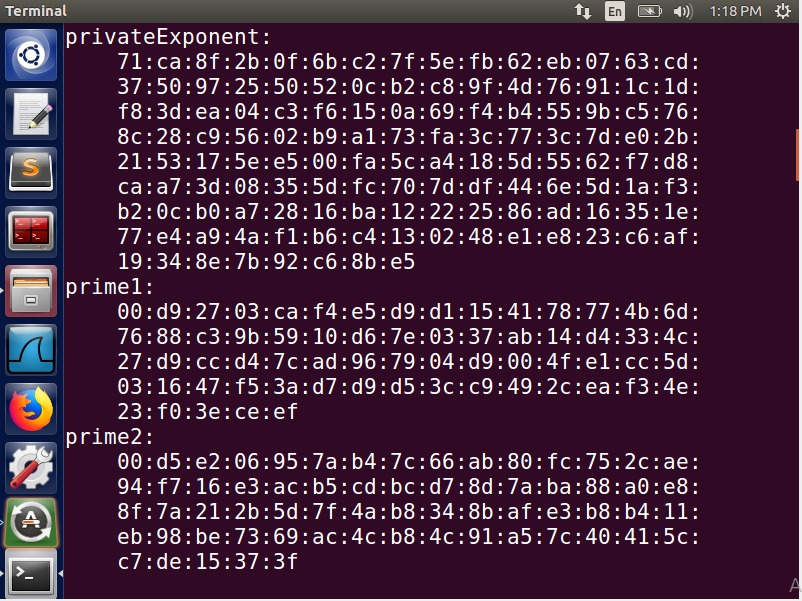 Terminal
En
1:18 PM
privateExponent:
71:ca:8f:2b:0f:6b:c2:7f:5e:fb:62:eb:07:63:cd:
37:50:97:25:50:52:0c:b2:c8:9f:4d:76:91:1c:1d:
f8:3d:ea:04:c3:f6:15:0a:69:f4:b4:55:9b:c5:76:
8c:28:c9:56:02:b9:a1:73:fa:3c:77:3c:7d:e0:2b:
21:53:17:5e:e5:00:fa:5c:a4:18:5d:55:62:f7:d8:
ca:a7:3d:08:35:5d:fc:70:7d:df:44:6e:5d:1a:f3:
b2:0c:b0:a7:28:16:ba:12:22:25:86:ad:16:35:1e:
77:e4:a9:4a:f1:b6:c4:13:02:48:e1:e8:23:c6:af:
19:34:8e:7b:92:c6:8b:e5
prime1:
00:d9:27:03:ca:f4:e5:d9:d1:15:41:78:77:4b:6d:
76:88:c3:9b:59:10:d6:7e:03:37:ab:14:d4:33:4c:
27:d9:cc:d4:7c:ad:96:79:04:d9:00:4f:e1:cc:5d:
03:16:47:f5:3a:d7:d9:d5:3c:c9:49:2c:ea:f3:4e:
23:f0:3e:ce:ef
prime2:
00:d5:e2:06:95:7a:b4:7c:66:ab:80:fc:75:2c:ae:
94:f7:16:e3:ac:b5:cd:bc:d7:8d:7a:ba:88:a0:e8:
8f:7a:21:2b:5d:7f:4a:b8:34:8b:af:e3:b8:b4:11:
eb:98:be:73:69:ac:4c:b8:4c:91:a5:7c:40:41:5c:
c7:de:15:37:3f
A